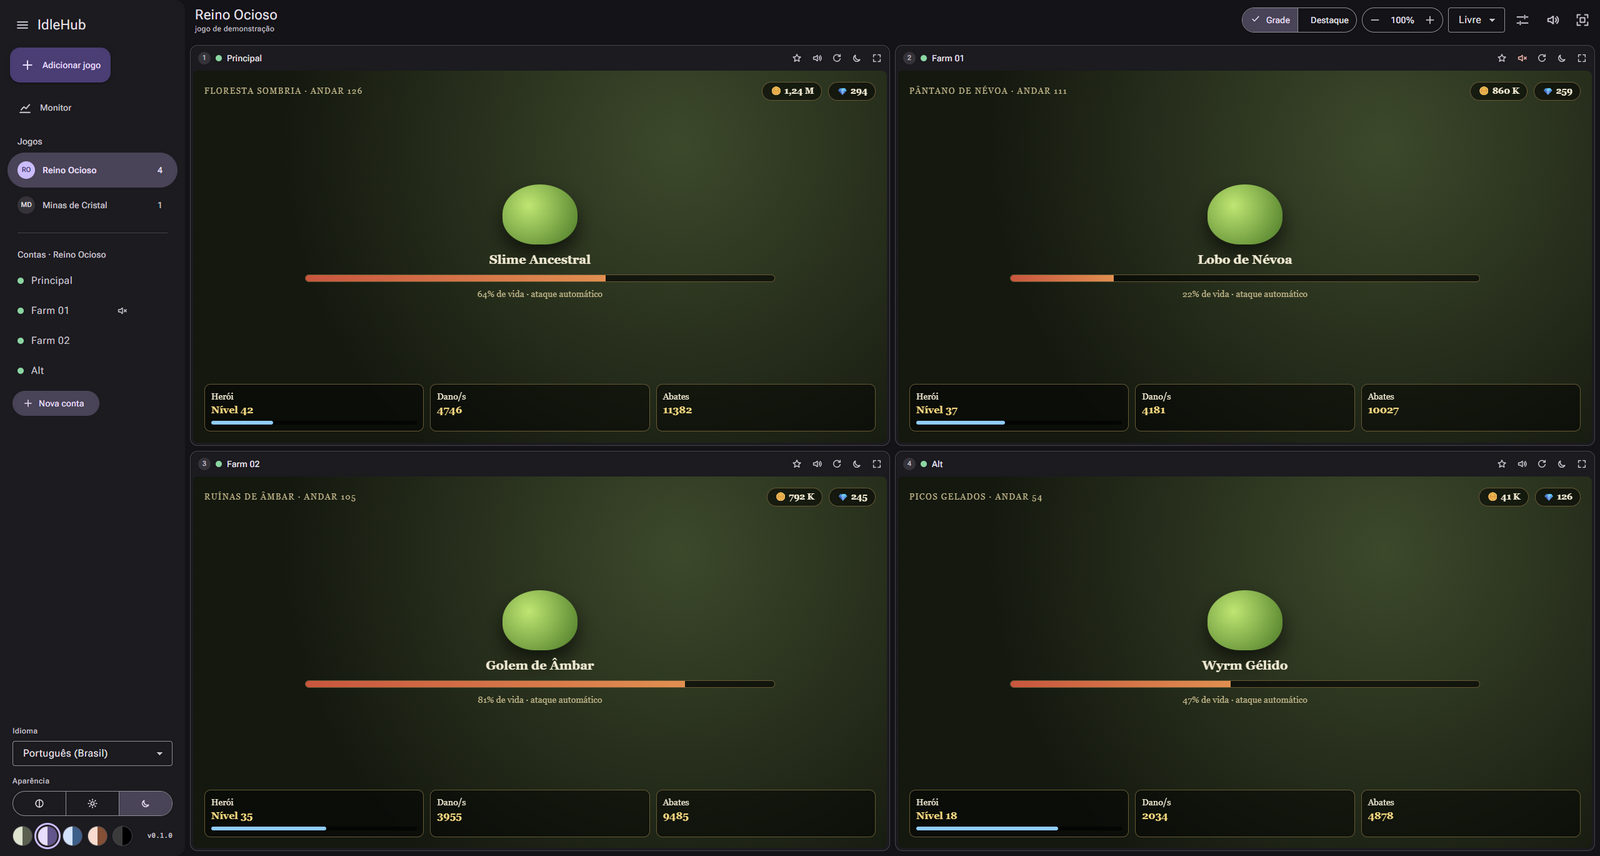 IdleHub
Adicionar jogo
Monitor
Jogos
RO Reino Ocioso 4
MD Minas de Cristal 1
Contas · Reino Ocioso
Principal
Farm 01
Farm 02
Alt
Nova conta
Idioma
Português (Brasil)
Aparência
v0.1.0
Reino Ocioso
jogo de demonstração
Grade Destaque 100% Livre
1 Principal
FLORESTA SOMBRIA · ANDAR 126 1,24 M 294
Slime Ancestral
64% de vida · ataque automático
Herói Dano/s Abates
Nível 42 4746 11382
2 Farm 01
PÂNTANO DE NÉVOA · ANDAR 111 860 K 259
Lobo de Névoa
22% de vida · ataque automático
Herói Dano/s Abates
Nível 37 4181 10027
3 Farm 02
RUÍNAS DE ÂMBAR · ANDAR 105 792 K 245
Golem de Âmbar
81% de vida · ataque automático
Herói Dano/s Abates
Nível 35 3955 9485
4 Alt
PICOS GELADOS · ANDAR 54 41 K 126
Wyrm Gélido
47% de vida · ataque automático
Herói Dano/s Abates
Nível 18 2034 4878